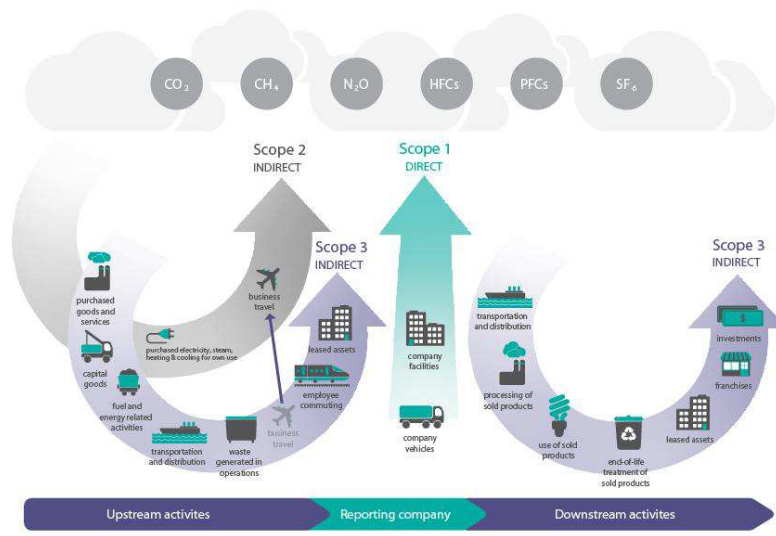 CO₂
CH₄
N₂O
HFCs
PFCs
SF₆
Scope 2
INDIRECT
Scope 1
DIRECT
Scope 3
INDIRECT
Scope 3
INDIRECT
purchased
goods and
services
capital
goods
fuel and
energy related
activities
transportation
and distribution
waste
generated in
operations
business
travel
employee
commuting
leased assets
purchased electricity, steam,
heating & cooling for own use
business
travel
company
facilities
company
vehicles
transportation
and distribution
processing of
sold products
use of sold
products
end-of-life
treatment of
sold products
leased assets
franchises
investments
$
Upstream activites
Reporting company
Downstream activites